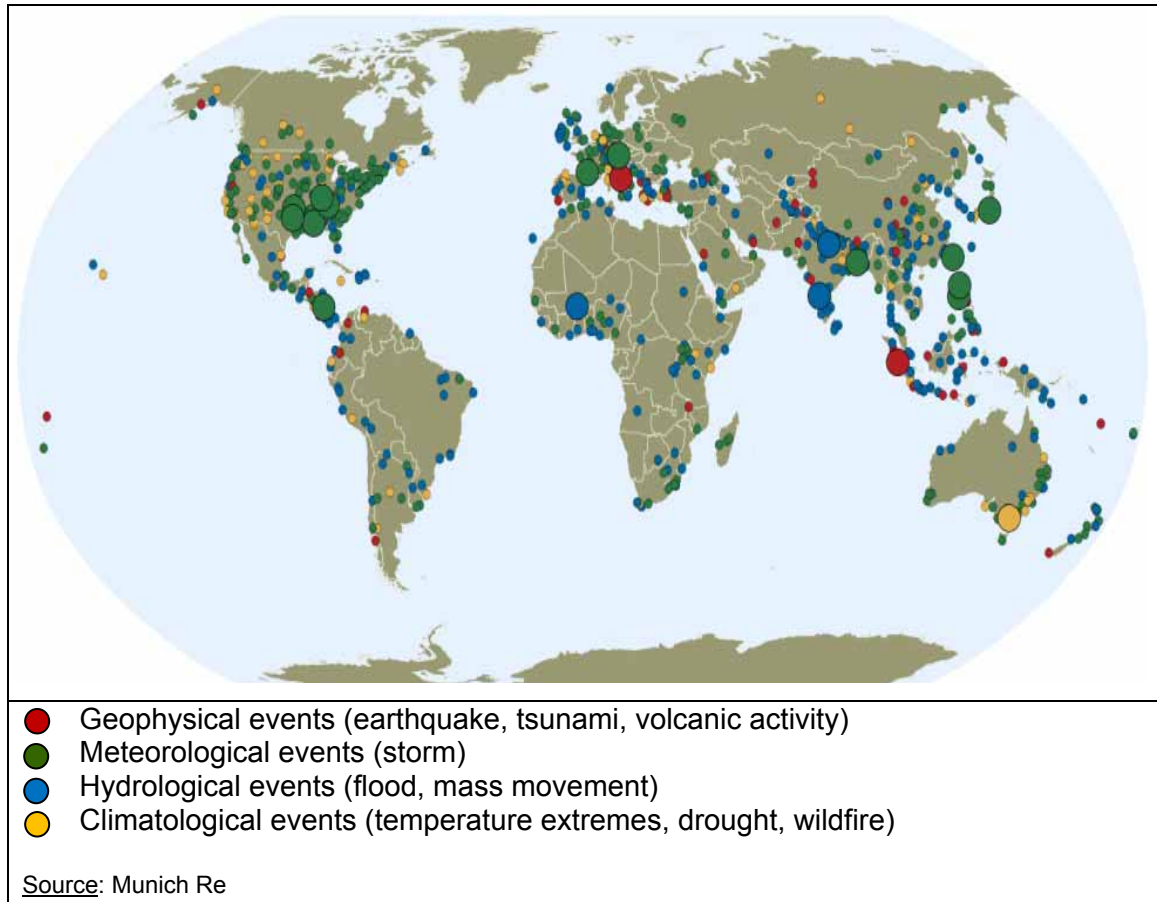 Geophysical events (earthquake, tsunami, volcanic activity)
Meteorological events (storm)
Hydrological events (flood, mass movement)
Climatological events (temperature extremes, drought, wildfire)
Source: Munich Re